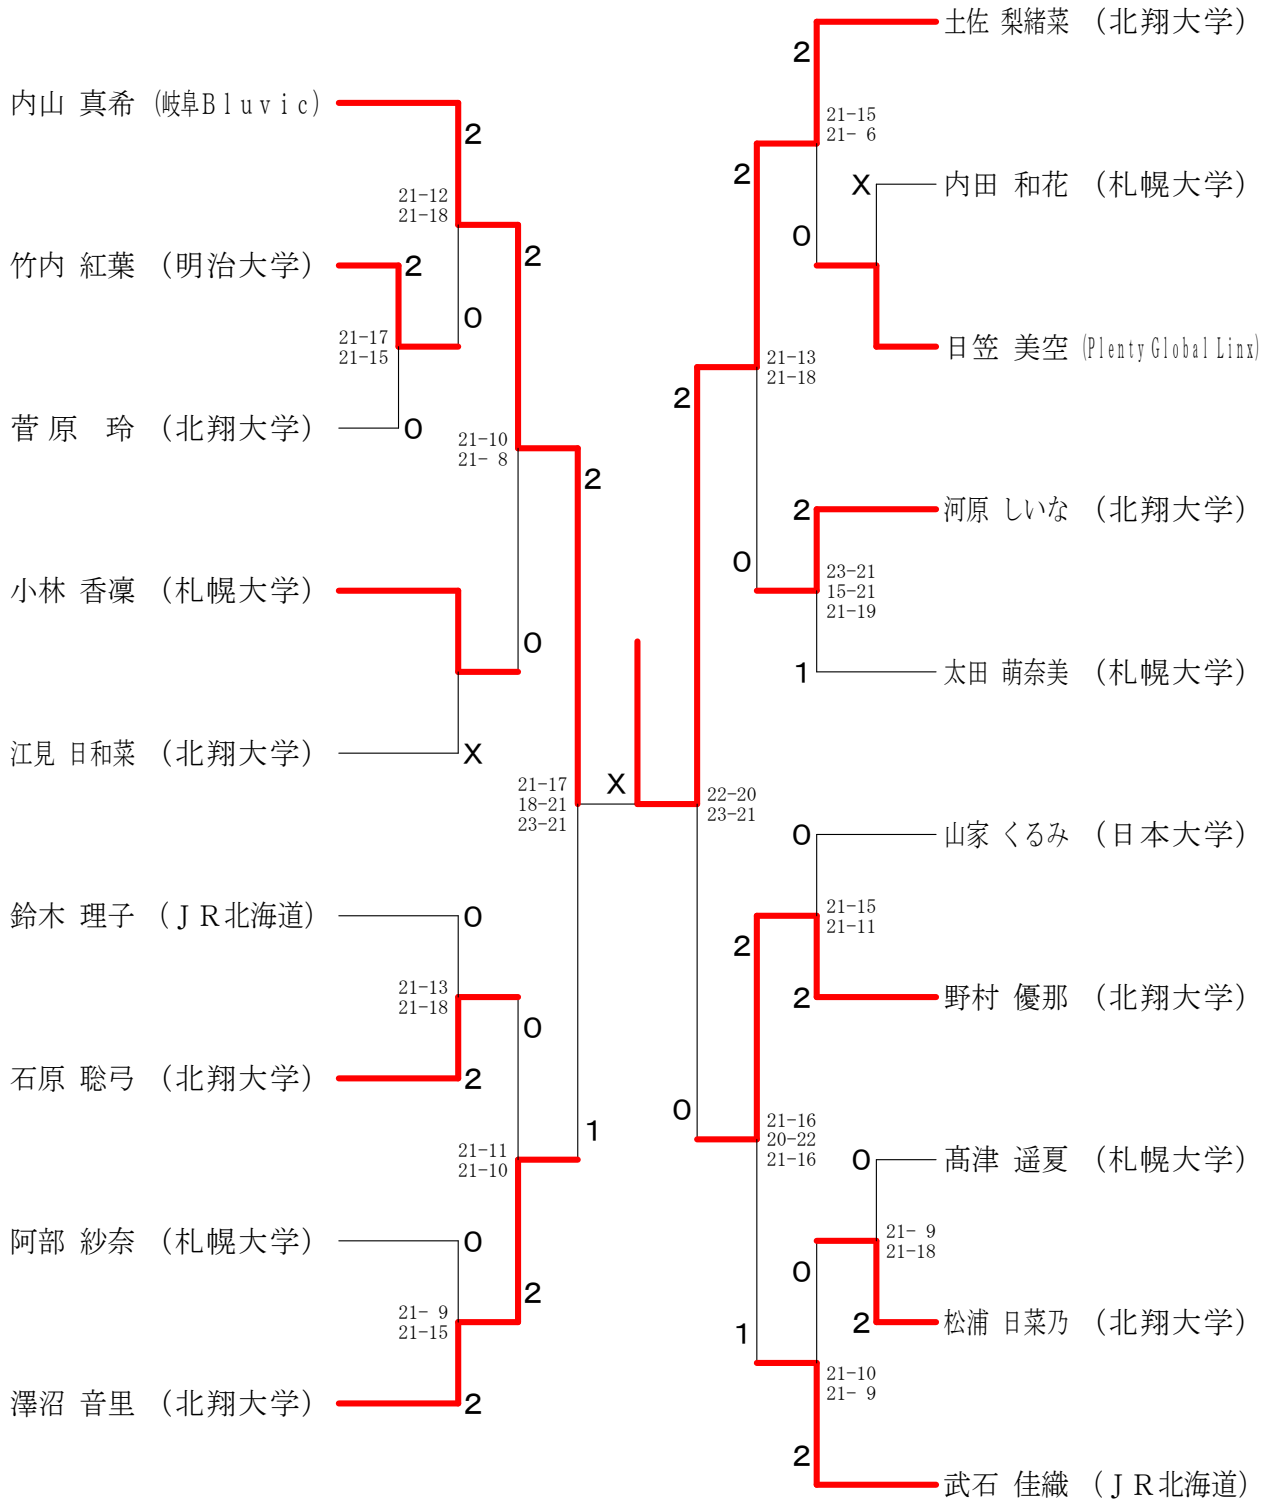 内山 真希 (岐阜Bluvic)
2
21-12
21-18
竹内 紅葉 (明治大学)
2
2
0
21-17
21-15
菅原 玲 (北翔大学)
0
21-10
21- 8
2
小林 香凜 (札幌大学)
0
江見 日和菜 (北翔大学)
X
21-17
18-21
23-21
X
鈴木 理子 (ＪＲ北海道)
0
21-13
21-18
0
石原 聡弓 (北翔大学)
2
1
21-11
21-10
阿部 紗奈 (札幌大学)
0
2
21- 9
21-15
澤沼 音里 (北翔大学)
2
土佐 梨緒菜 (北翔大学)
2
21-15
21- 6
2
X
内田 和花 (札幌大学)
0
日笠 美空 (Plenty Global Linx)
21-13
21-18
2
2
河原 しいな (北翔大学)
0
23-21
15-21
21-19
1
太田 萌奈美 (札幌大学)
22-20
23-21
0
山家 くるみ (日本大学)
21-15
21-11
2
2
野村 優那 (北翔大学)
0
21-16
20-22
21-16
0
髙津 遥夏 (札幌大学)
21- 9
21-18
0
2
松浦 日菜乃 (北翔大学)
1
21-10
21- 9
2
武石 佳織 (ＪＲ北海道)